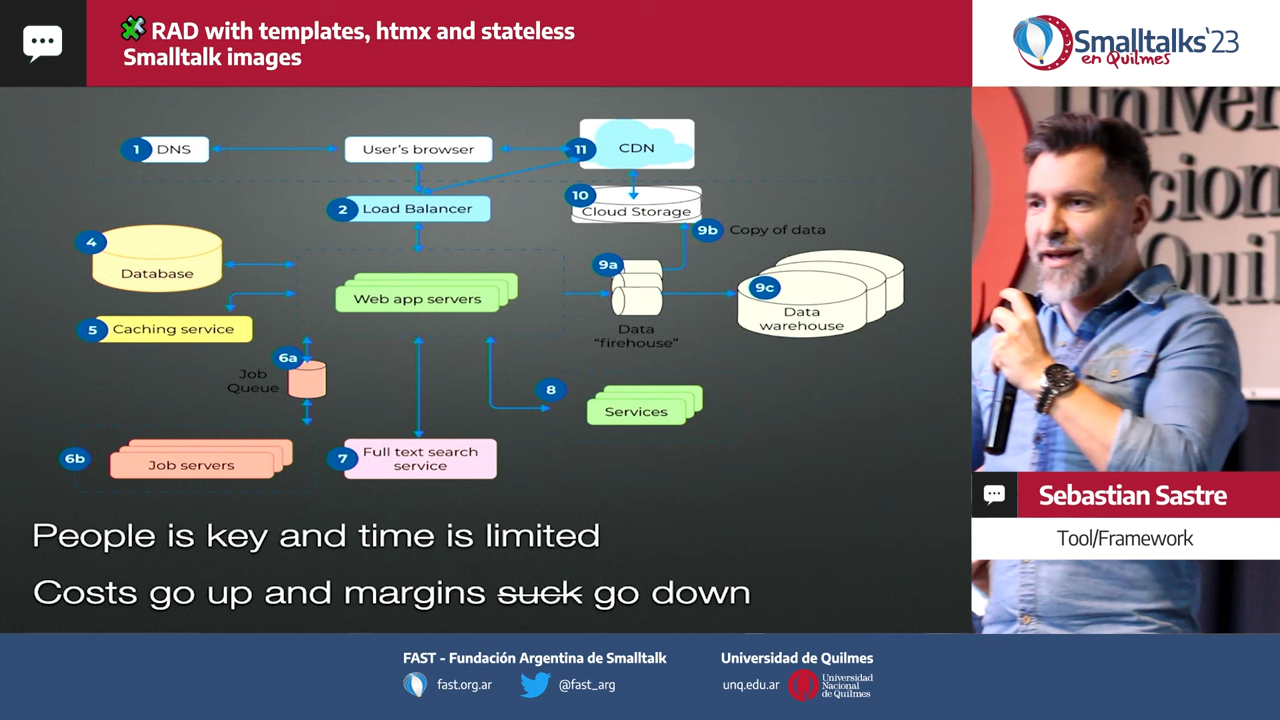 RAD with templates, htmx and stateless
Smalltalk images
Smalltalks'23
en Quilmes
1 DNS
User's browser
11 CDN
2 Load Balancer
10
Cloud Storage
9b Copy of data
4
Database
9a
Web app servers
9c
Data
warehouse
Data
"firehouse"
5 Caching service
6a
Job
Queue
8
Services
6b Job servers
7 Full text search
service
People is key and time is limited
Costs go up and margins suck go down
Sebastian Sastre
Tool/Framework
FAST - Fundación Argentina de Smalltalk
fast.org.ar
@fast_arg
Universidad de Quilmes
unq.edu.ar
Universidad
Nacional
de Quilmes